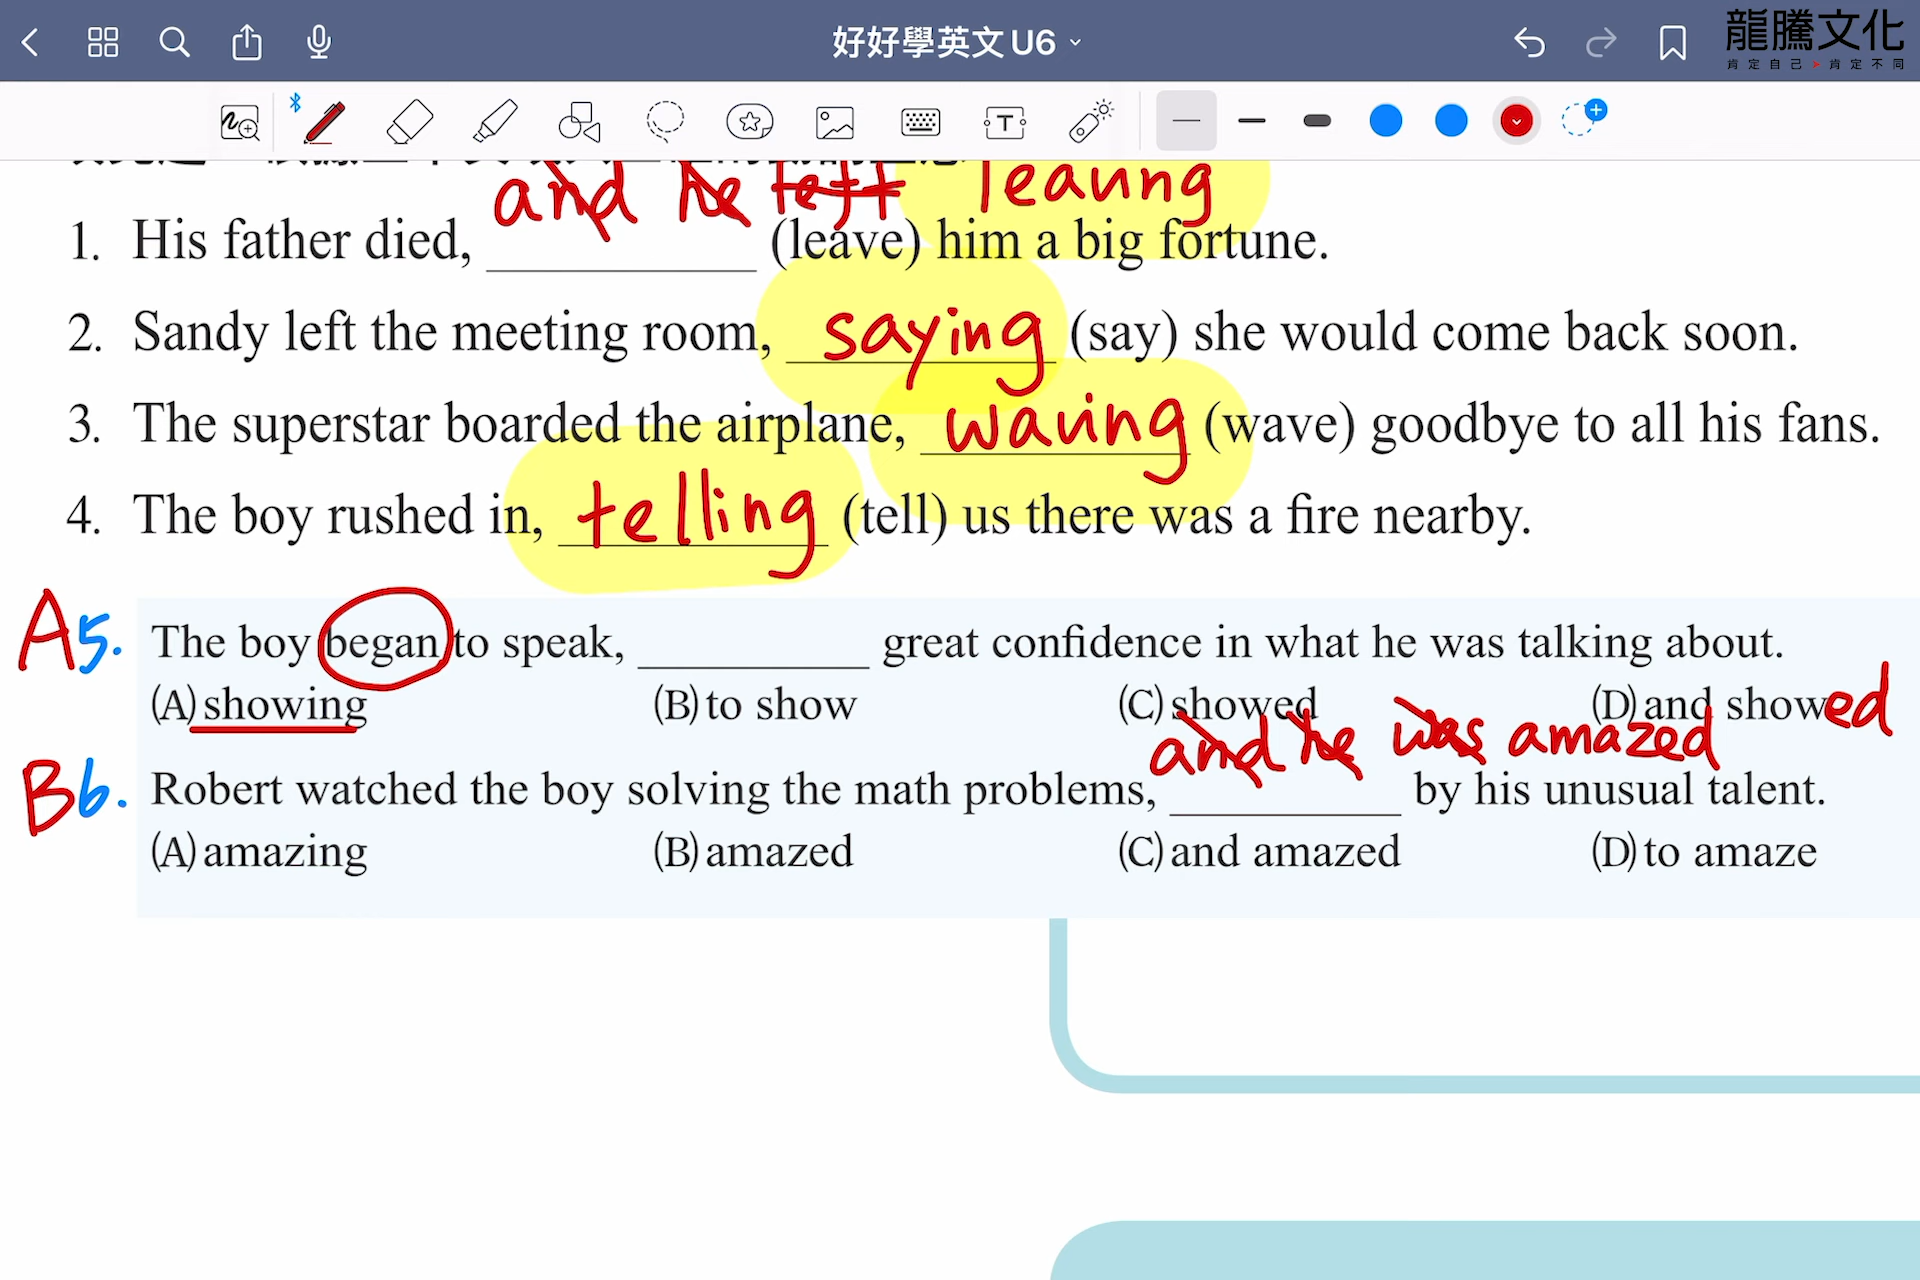 好好學英文 U6
龍騰文化
肯定自己 肯定不同
and he left leaving
1. His father died, ____ (leave) him a big fortune.
2. Sandy left the meeting room, saying (say) she would come back soon.
3. The superstar boarded the airplane, waving (wave) goodbye to all his fans.
4. The boy rushed in, telling (tell) us there was a fire nearby.
A 5. The boy began to speak, ____ great confidence in what he was talking about.
(A) showing (B) to show (C) showed (D) and showed
and he was amazed
B 6. Robert watched the boy solving the math problems, ____ by his unusual talent.
(A) amazing (B) amazed (C) and amazed (D) to amaze